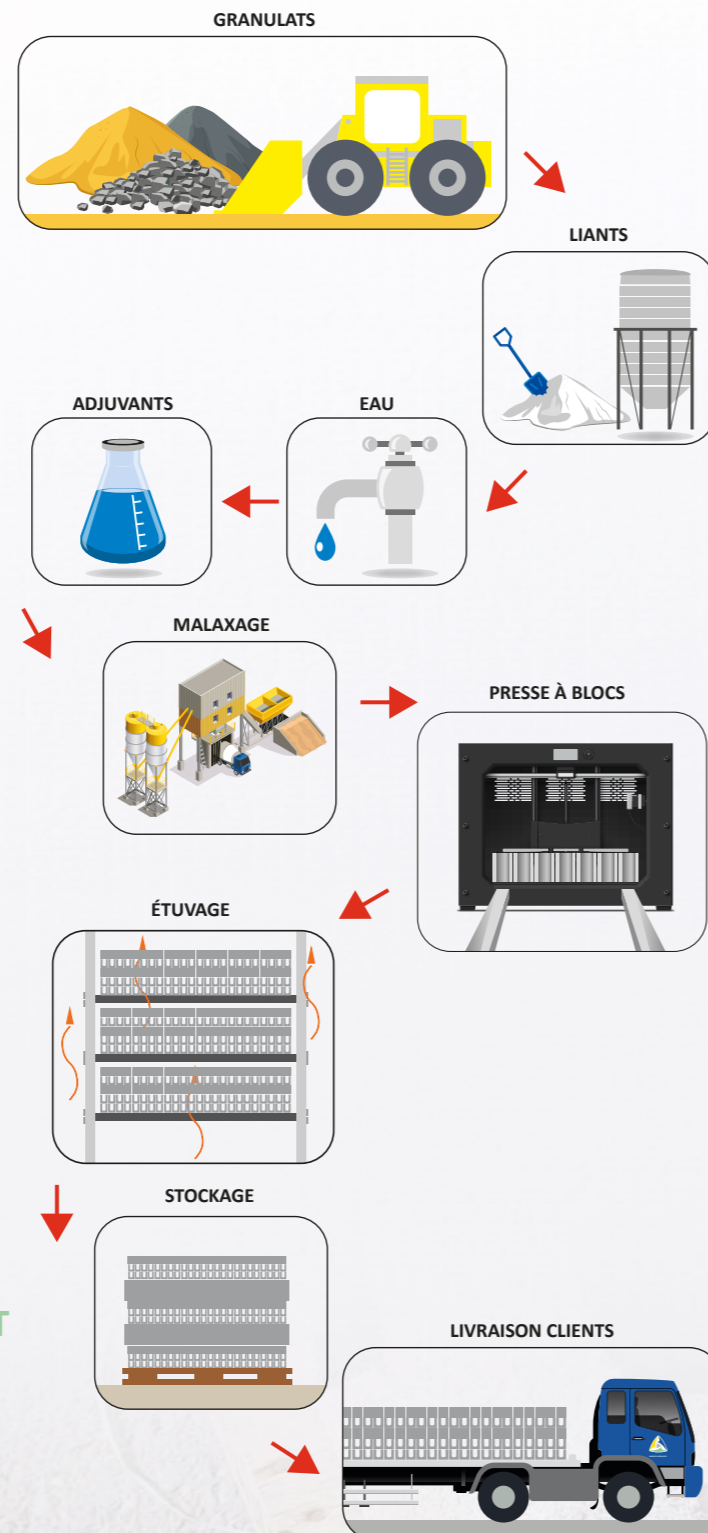 GRANULATS
LIANTS
EAU
ADJUVANTS
MALAXAGE
PRESSE À BLOCS
ÉTUVAGE
STOCKAGE
LIVRAISON CLIENTS